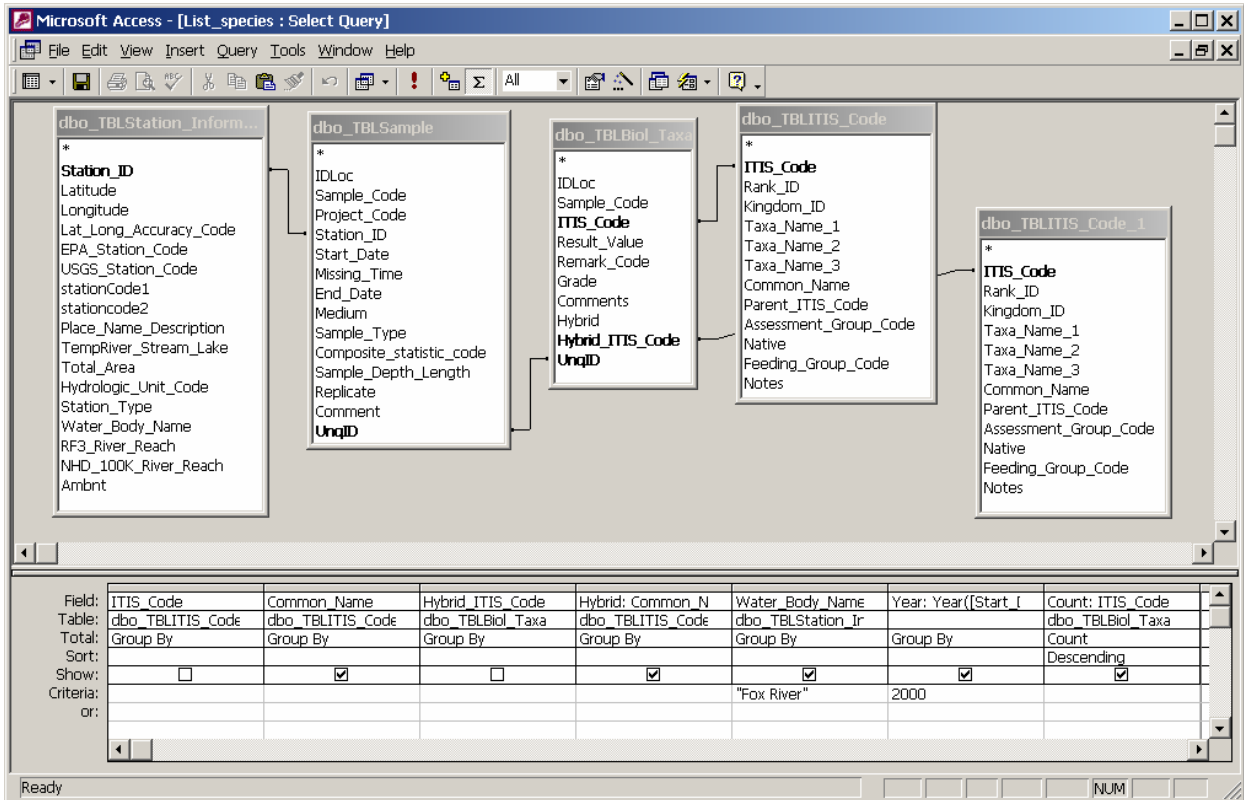 Microsoft Access - [List_species : Select Query]
File Edit View Insert Query Tools Window Help
All
dbo_TBLStation_Inform...
*
Station_ID
Latitude
Longitude
Lat_Long_Accuracy_Code
EPA_Station_Code
USGS_Station_Code
stationCode1
stationcode2
Place_Name_Description
TempRiver_Stream_Lake
Total_Area
Hydrologic_Unit_Code
Station_Type
Water_Body_Name
RF3_River_Reach
NHD_100K_River_Reach
Ambnt
dbo_TBLSample
*
IDLoc
Sample_Code
Project_Code
Station_ID
Start_Date
Missing_Time
End_Date
Medium
Sample_Type
Composite_statistic_code
Sample_Depth_Length
Replicate
Comment
UnqID
dbo_TBLBiol_Taxa
*
IDLoc
Sample_Code
ITIS_Code
Result_Value
Remark_Code
Grade
Comments
Hybrid
Hybrid_ITIS_Code
UnqID
dbo_TBLITIS_Code
*
ITIS_Code
Rank_ID
Kingdom_ID
Taxa_Name_1
Taxa_Name_2
Taxa_Name_3
Common_Name
Parent_ITIS_Code
Assessment_Group_Code
Native
Feeding_Group_Code
Notes
dbo_TBLITIS_Code_1
*
ITIS_Code
Rank_ID
Kingdom_ID
Taxa_Name_1
Taxa_Name_2
Taxa_Name_3
Common_Name
Parent_ITIS_Code
Assessment_Group_Code
Native
Feeding_Group_Code
Notes
Field: ITIS_Code Common_Name Hybrid_ITIS_Code Hybrid: Common_N Water_Body_Name Year: Year([Start_[ Count: ITIS_Code
Table: dbo_TBLITIS_Code dbo_TBLITIS_Code dbo_TBLBiol_Taxa dbo_TBLITIS_Code dbo_TBLStation_Ir dbo_TBLBiol_Taxa
Total: Group By Group By Group By Group By Group By Group By Count
Sort: Descending
Show:
Criteria: "Fox River" 2000
or:
Ready NUM